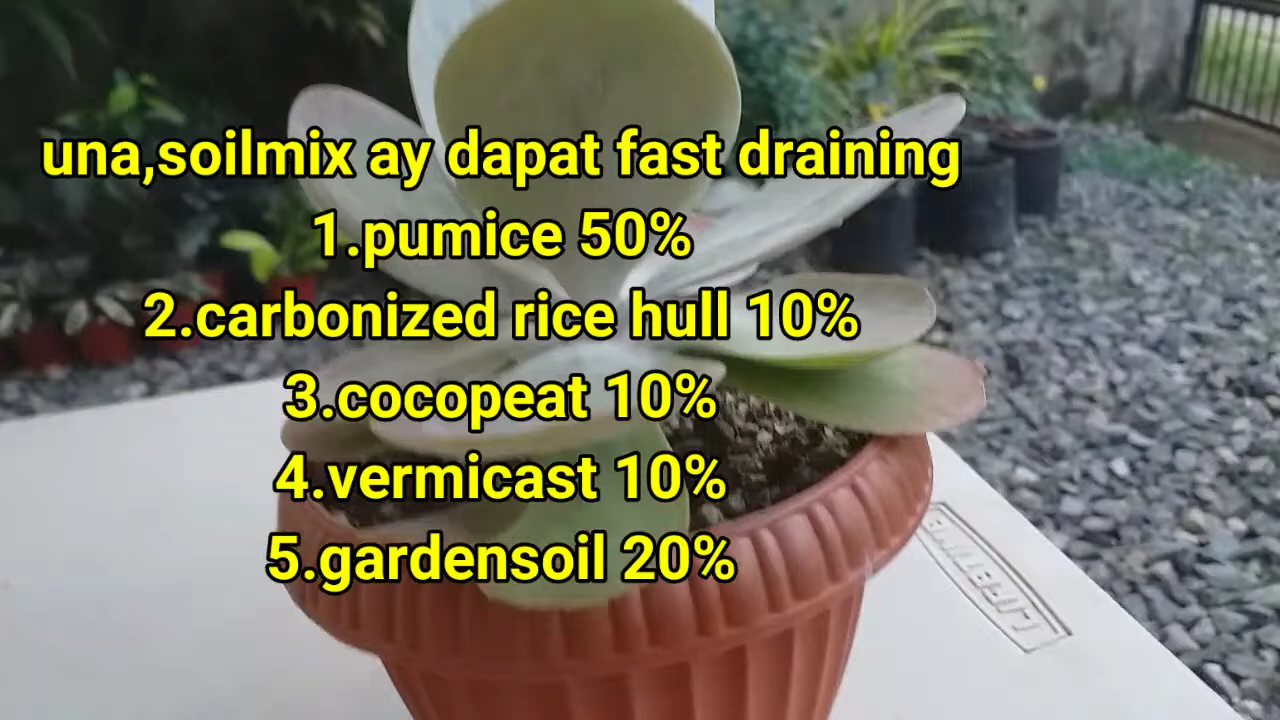 una,soilmix ay dapat fast draining
1.pumice 50%
2.carbonized rice hull 10%
3.cocopeat 10%
4.vermicast 10%
5.gardensoil 20%